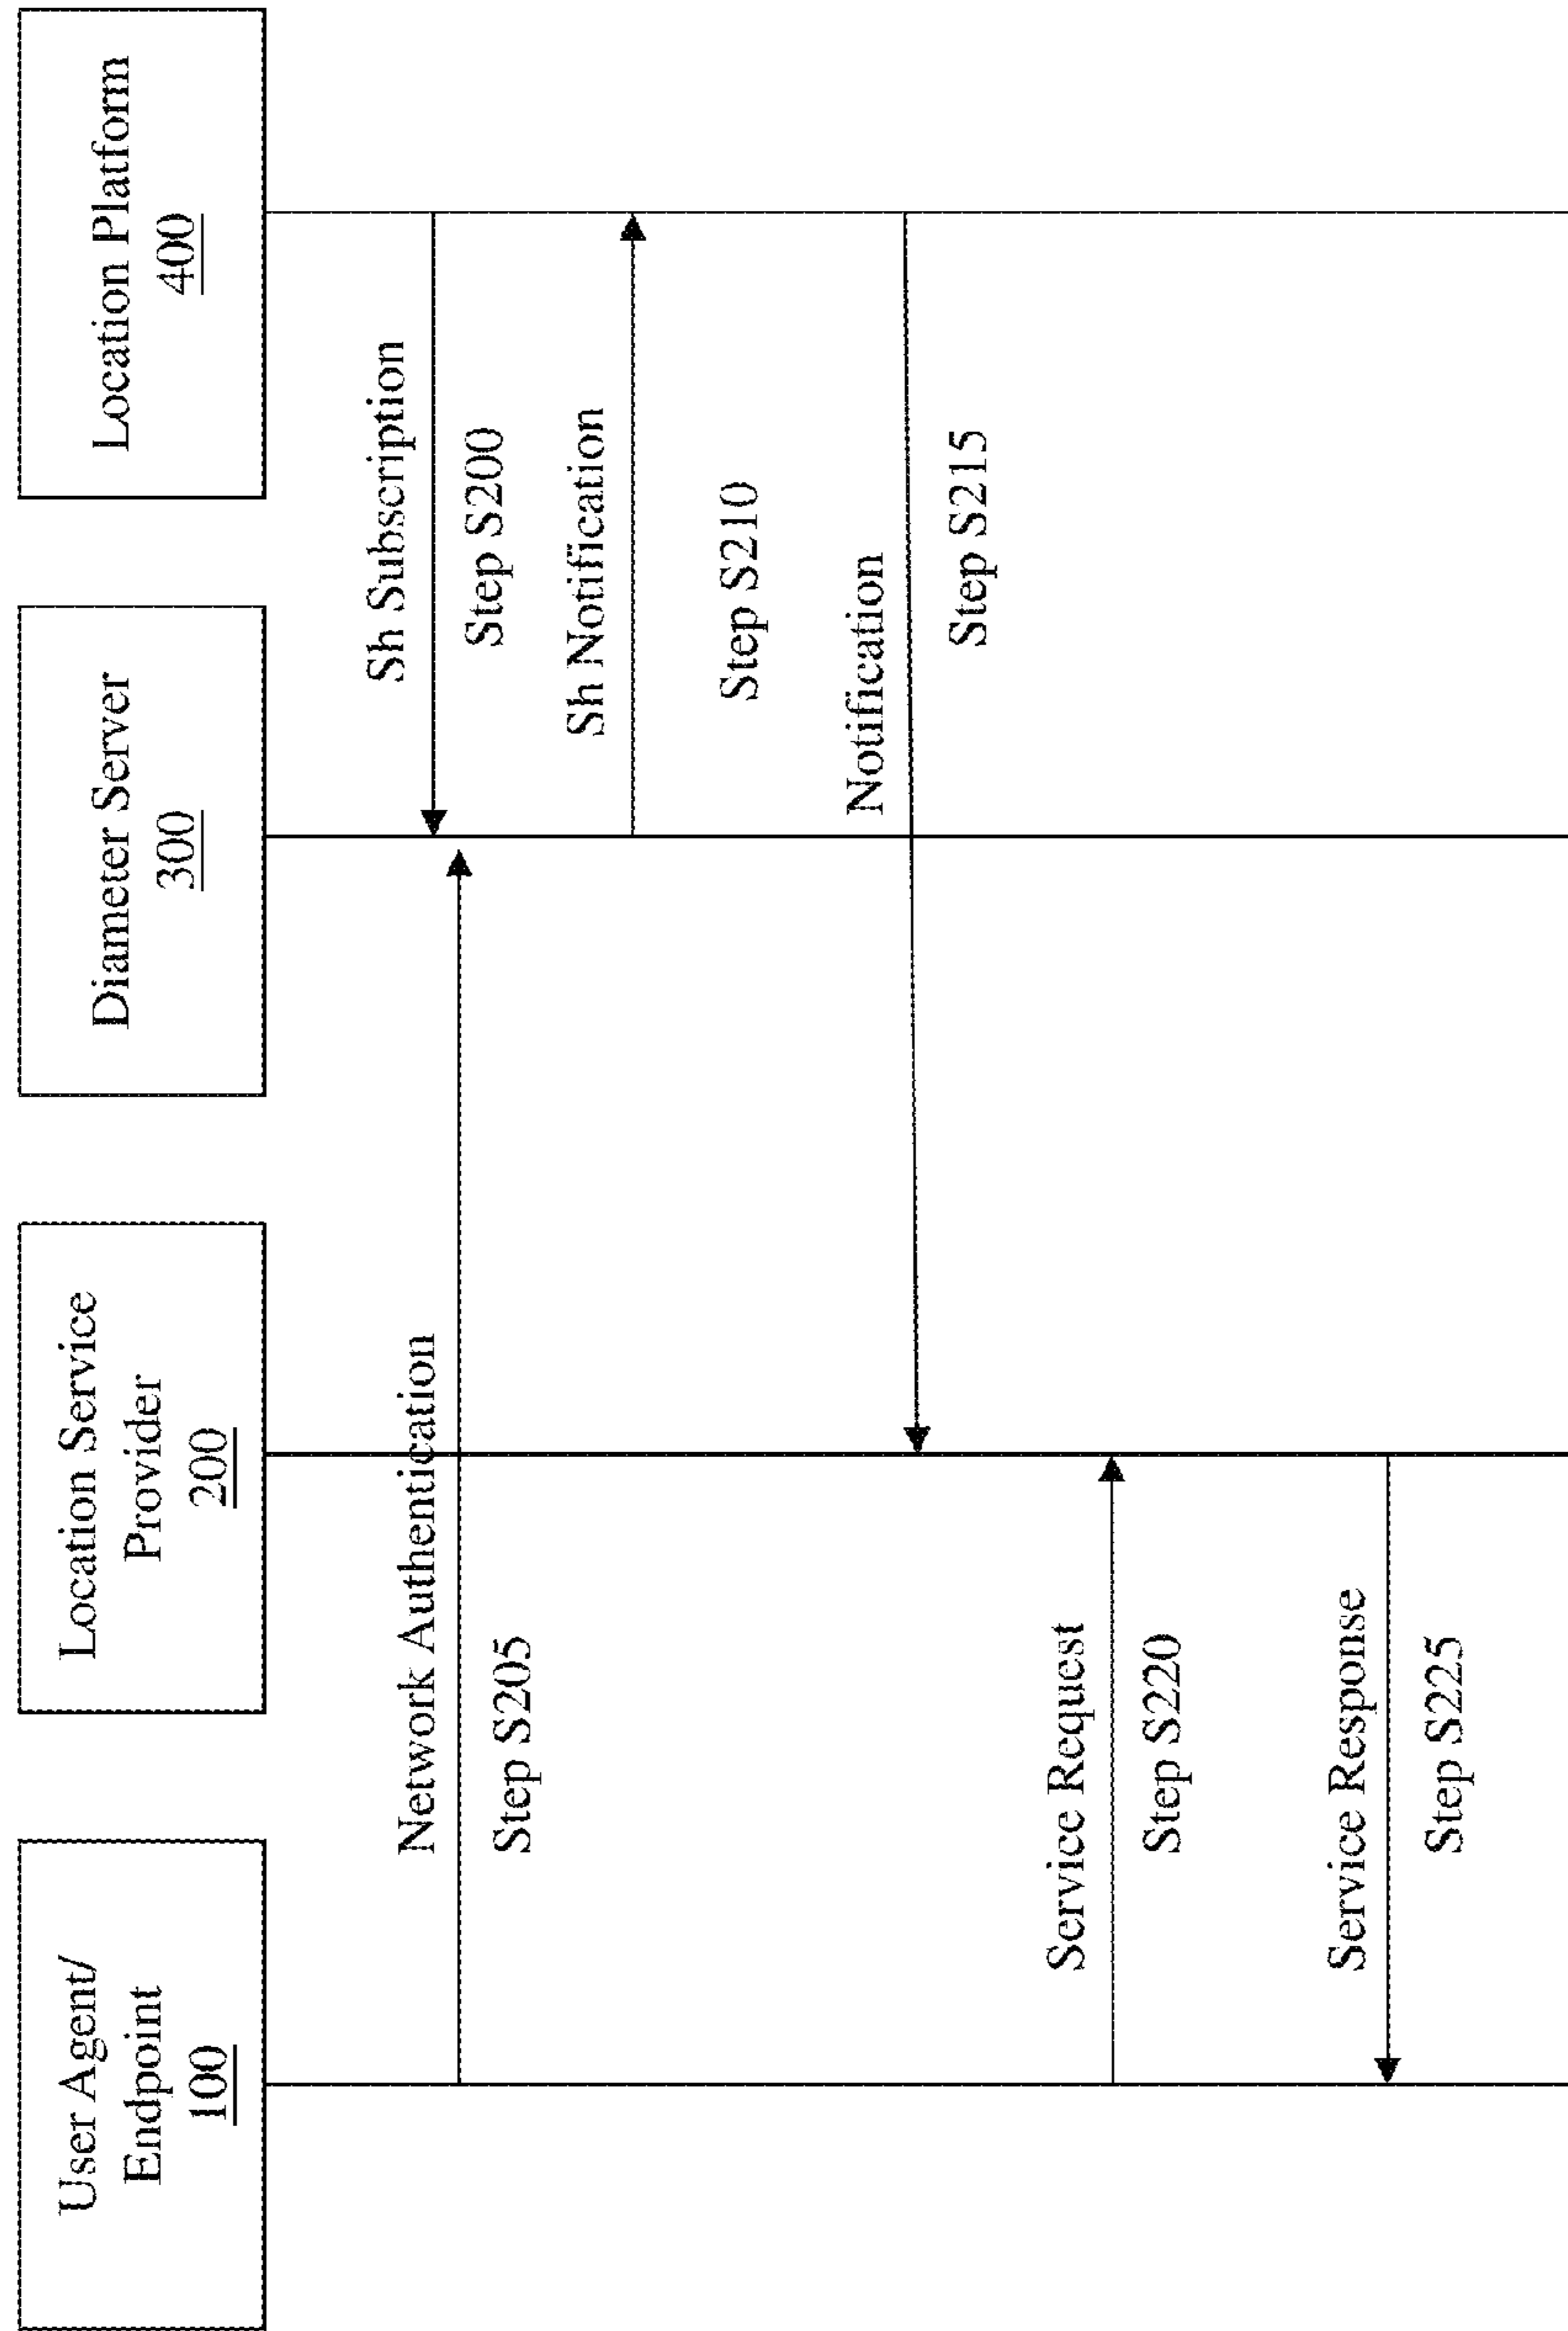 User Agent/
Endpoint
100
Location Service
Provider
200
Diameter Server
300
Location Platform
400
Sh Subscription
Step S200
Network Authentication
Step S205
Sh Notification
Step S210
Notification
Step S215
Service Request
Step S220
Service Response
Step S225